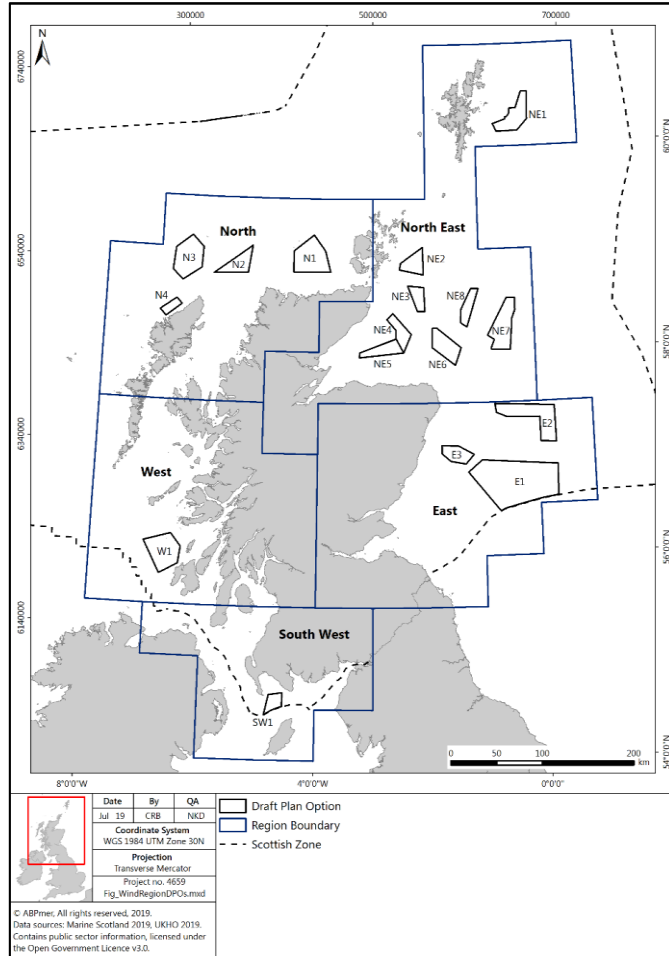 300000 500000 700000
6740000
N
NE1
60°0'0"N
North
North East
6540000
N3
N2
N1
NE2
N4
NE3
NE8
NE4
NE7
58°0'0"N
NE5
NE6
6340000
E2
West
E3
E1
East
W1
56°0'0"N
6140000
South West
SW1
0 50 100 200
km
54°0'0"N
8°0'0"W 4°0'0"W 0°0'0"
Date By QA
Jul 19 CRB NKD
Coordinate System
WGS 1984 UTM Zone 30N
Projection
Transverse Mercator
Project no. 4659
Fig_WindRegionDPOs.mxd
Draft Plan Option
Region Boundary
Scottish Zone
© ABPmer, All rights reserved, 2019.
Data sources: Marine Scotland 2019, UKHO 2019.
Contains public sector information, licensed under
the Open Government Licence v3.0.